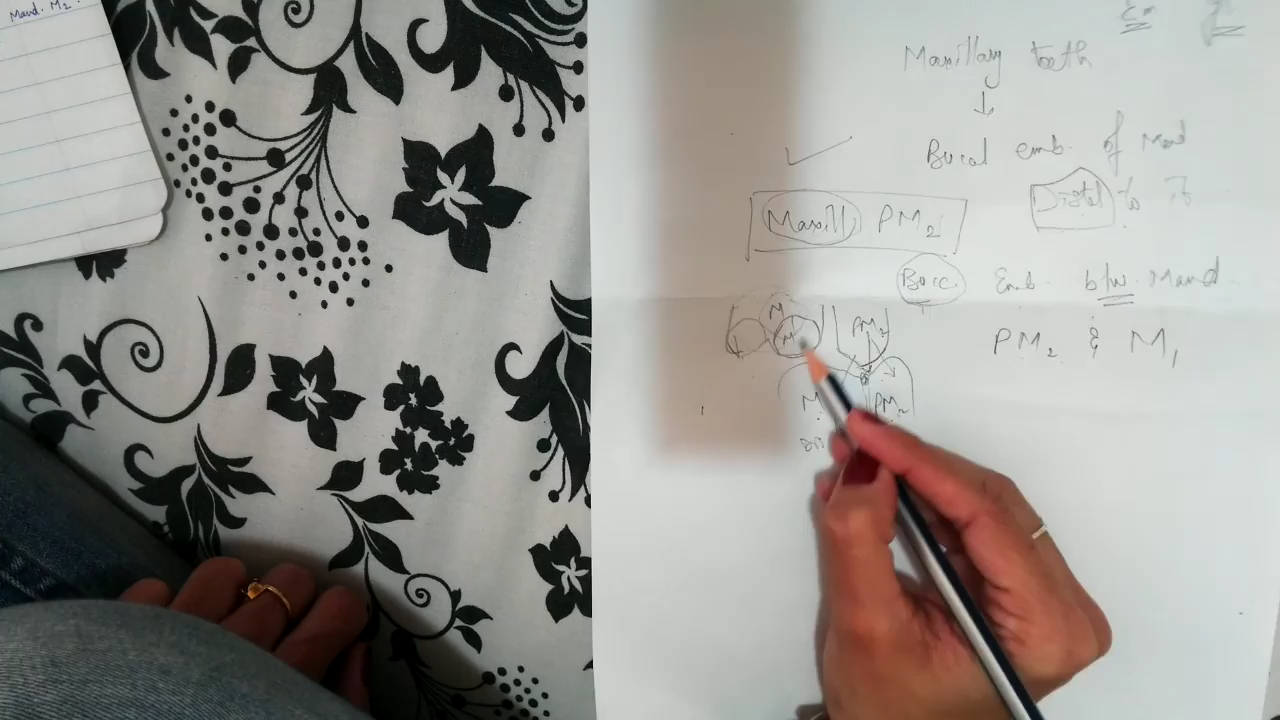 Mand. M2.
Maxillary teeth
↓
Bucal emb. of Mand
Distal to it
✓
Maxill PM2
Bucc. Emb. b/w Mand.
PM2 & M1
M
M PM2
M PM2